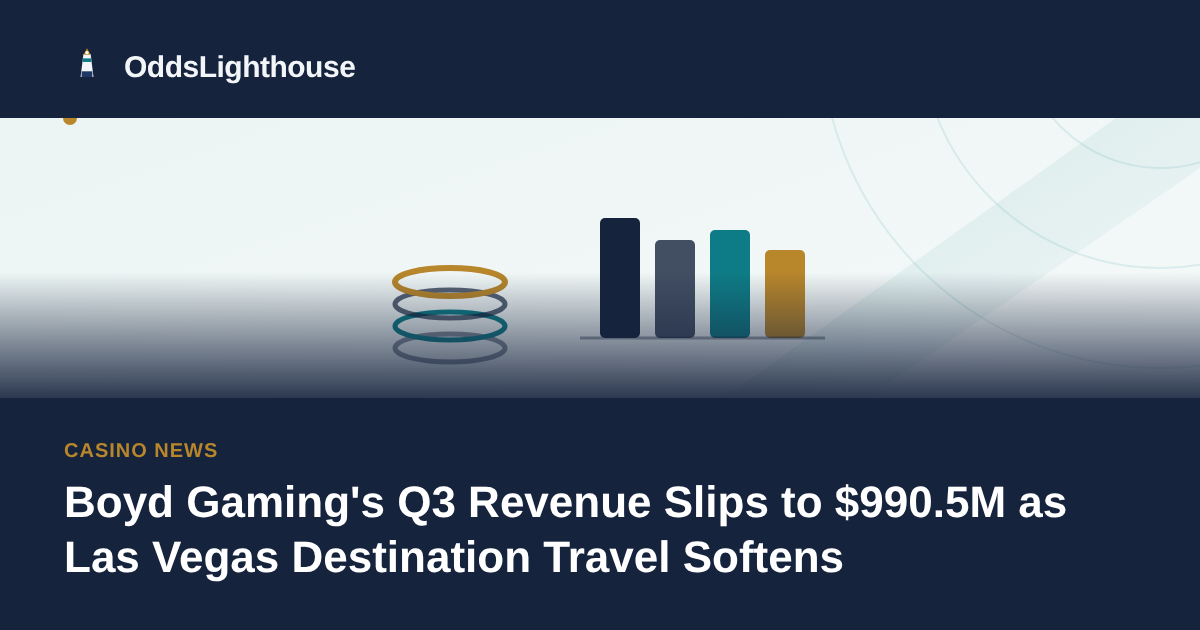 OddsLighthouse
CASINO NEWS
Boyd Gaming's Q3 Revenue Slips to $990.5M as
Las Vegas Destination Travel Softens